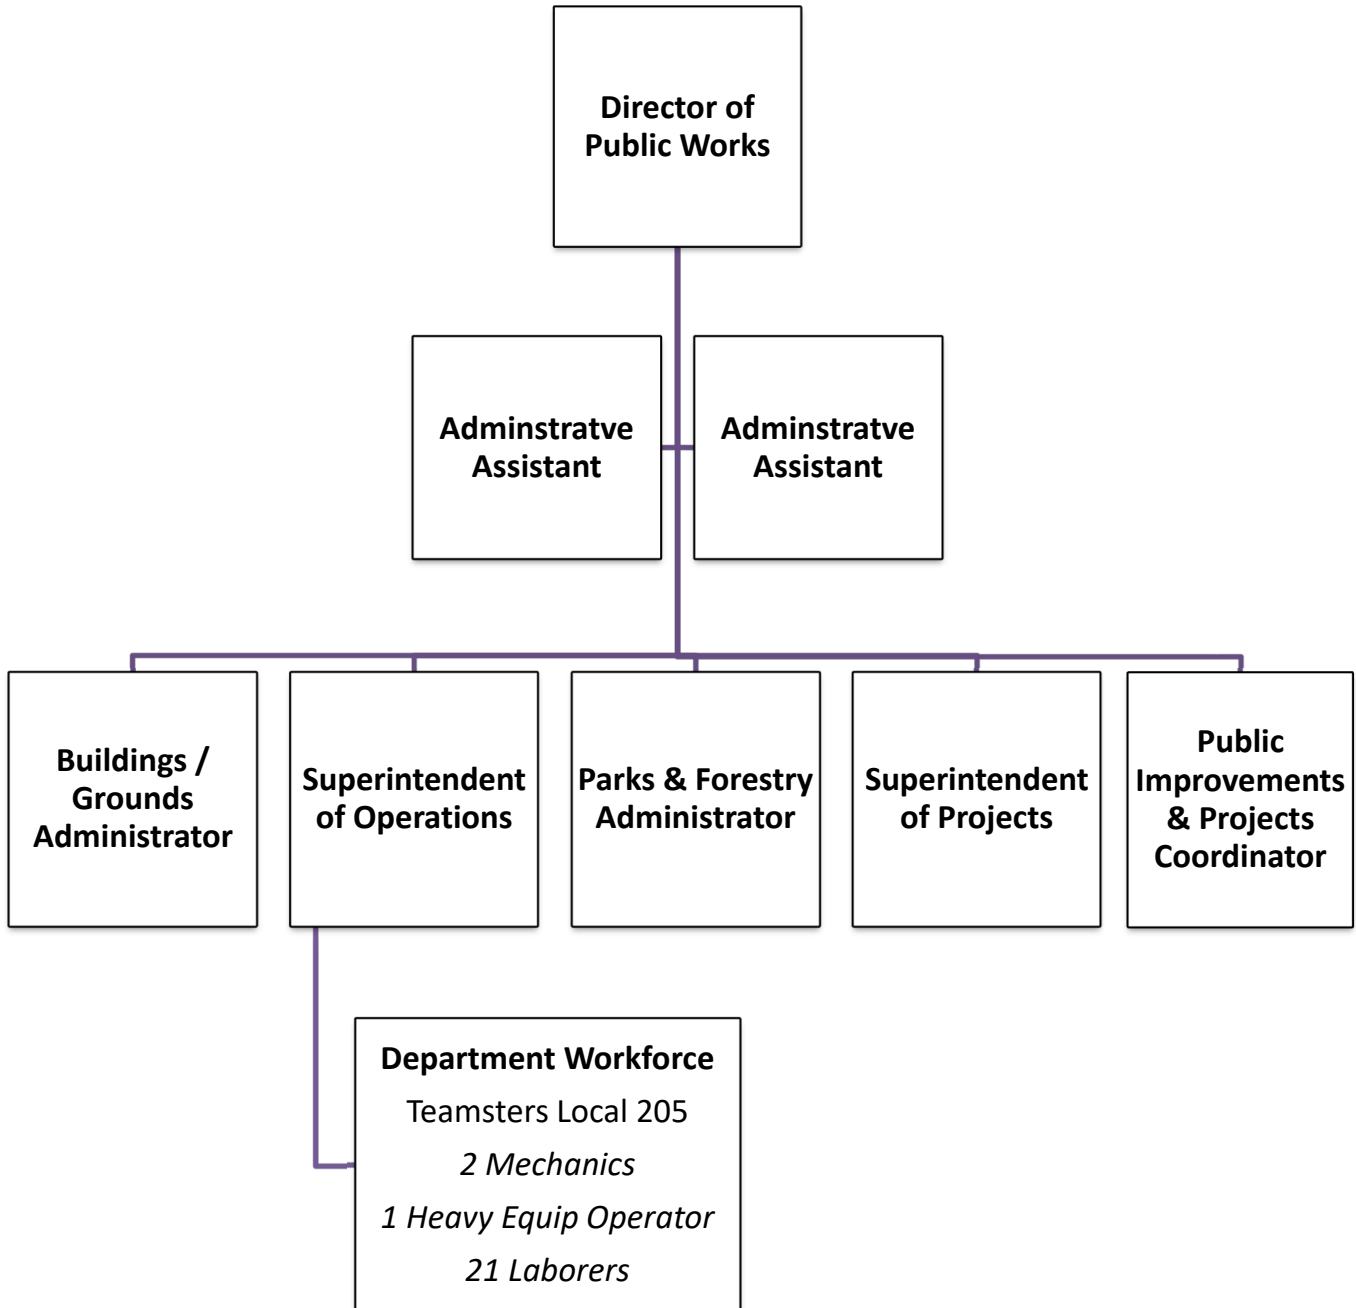 Director of
Public Works
Adminstratve
Assistant
Adminstratve
Assistant
Buildings /
Grounds
Administrator
Superintendent
of Operations
Parks & Forestry
Administrator
Superintendent
of Projects
Public
Improvements
& Projects
Coordinator
Department Workforce
Teamsters Local 205
2 Mechanics
1 Heavy Equip Operator
21 Laborers